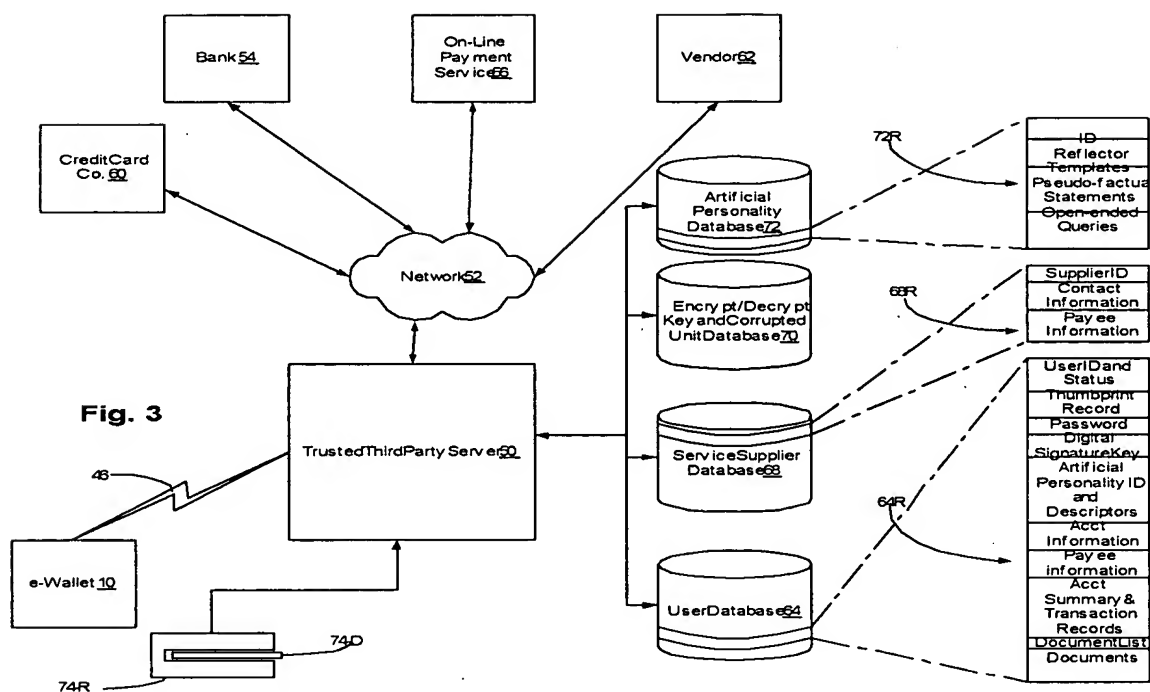 Bank 54
On-Line
Payment
Service 56
Vendor 62
CreditCard
Co. 60
Network 52
Artificial
Personality
Database 72
72R
ID
Reflector
Templates
Pseudo-factua
Statements
Open-ended
Queries
Encrypt/Decrypt
Key and Corrupted
UnitDatabase 70
68R
SupplierID
Contact
Information
Payee
Information
Fig. 3
TrustedThirdParty Server 50
ServiceSupplier
Database 68
UserIDand
Status
Thumbprint
Record
Password
Digital
SignatureKey
Artificial
Personality ID
and
Descriptors
Acct
Information
Payee
information
Acct
Summary &
Transaction
Records
DocumentList
Documents
64R
46
e-Wallet 10
UserDatabase 64
74D
74R